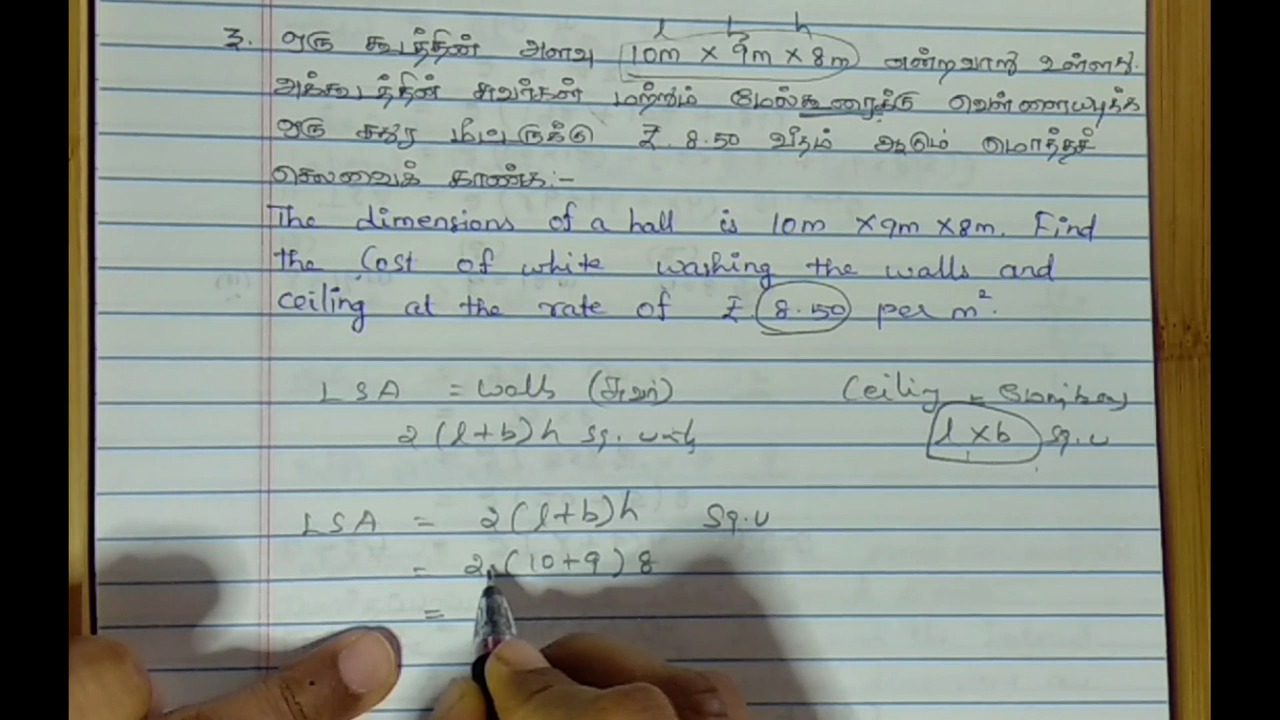 l b h
3. ஒரு கூடத்தின் அளவு 10m × 9m × 8m என்றவாறு உள்ளது.
அக்கூடத்தின் சுவர்கள் மற்றும் மேல்கூரைக்கு வெள்ளையடிக்க
ஒரு சதுர மீட்டருக்கு ₹. 8.50 வீதம் ஆகும் மொத்தச்
செலவைக் காண்க:-
The dimensions of a hall is 10m ×9m ×8m. Find
the Cost of white washing the walls and
ceiling at the rate of ₹. 8.50 per m².
LSA = walls (சுவர்) Ceilig =
2 (l+b)h sq. units l×b sq.u
LSA = 2(l+b)h Sq.u
= 2 (10+9) 8
=